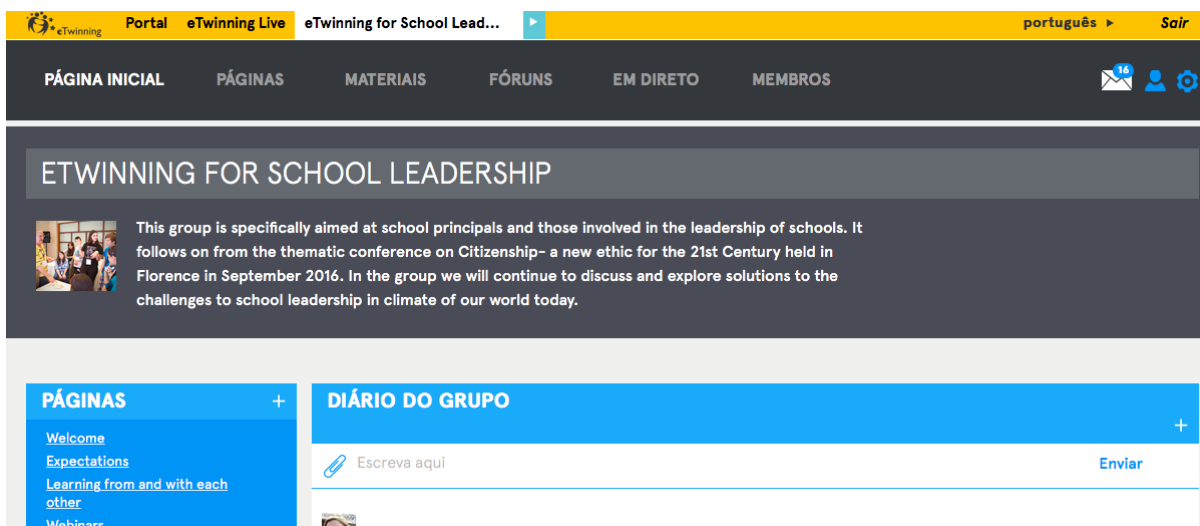 eTwinning Portal eTwinning Live eTwinning for School Lead... português Sair
PÁGINA INICIAL PÁGINAS MATERIAIS FÓRUNS EM DIRETO MEMBROS 16
ETWINNING FOR SCHOOL LEADERSHIP
This group is specifically aimed at school principals and those involved in the leadership of schools. It
follows on from the thematic conference on Citizenship- a new ethic for the 21st Century held in
Florence in September 2016. In the group we will continue to discuss and explore solutions to the
challenges to school leadership in climate of our world today.
PÁGINAS +
Welcome
Expectations
Learning from and with each
other
Webinars
DIÁRIO DO GRUPO
+
Escreva aqui Enviar